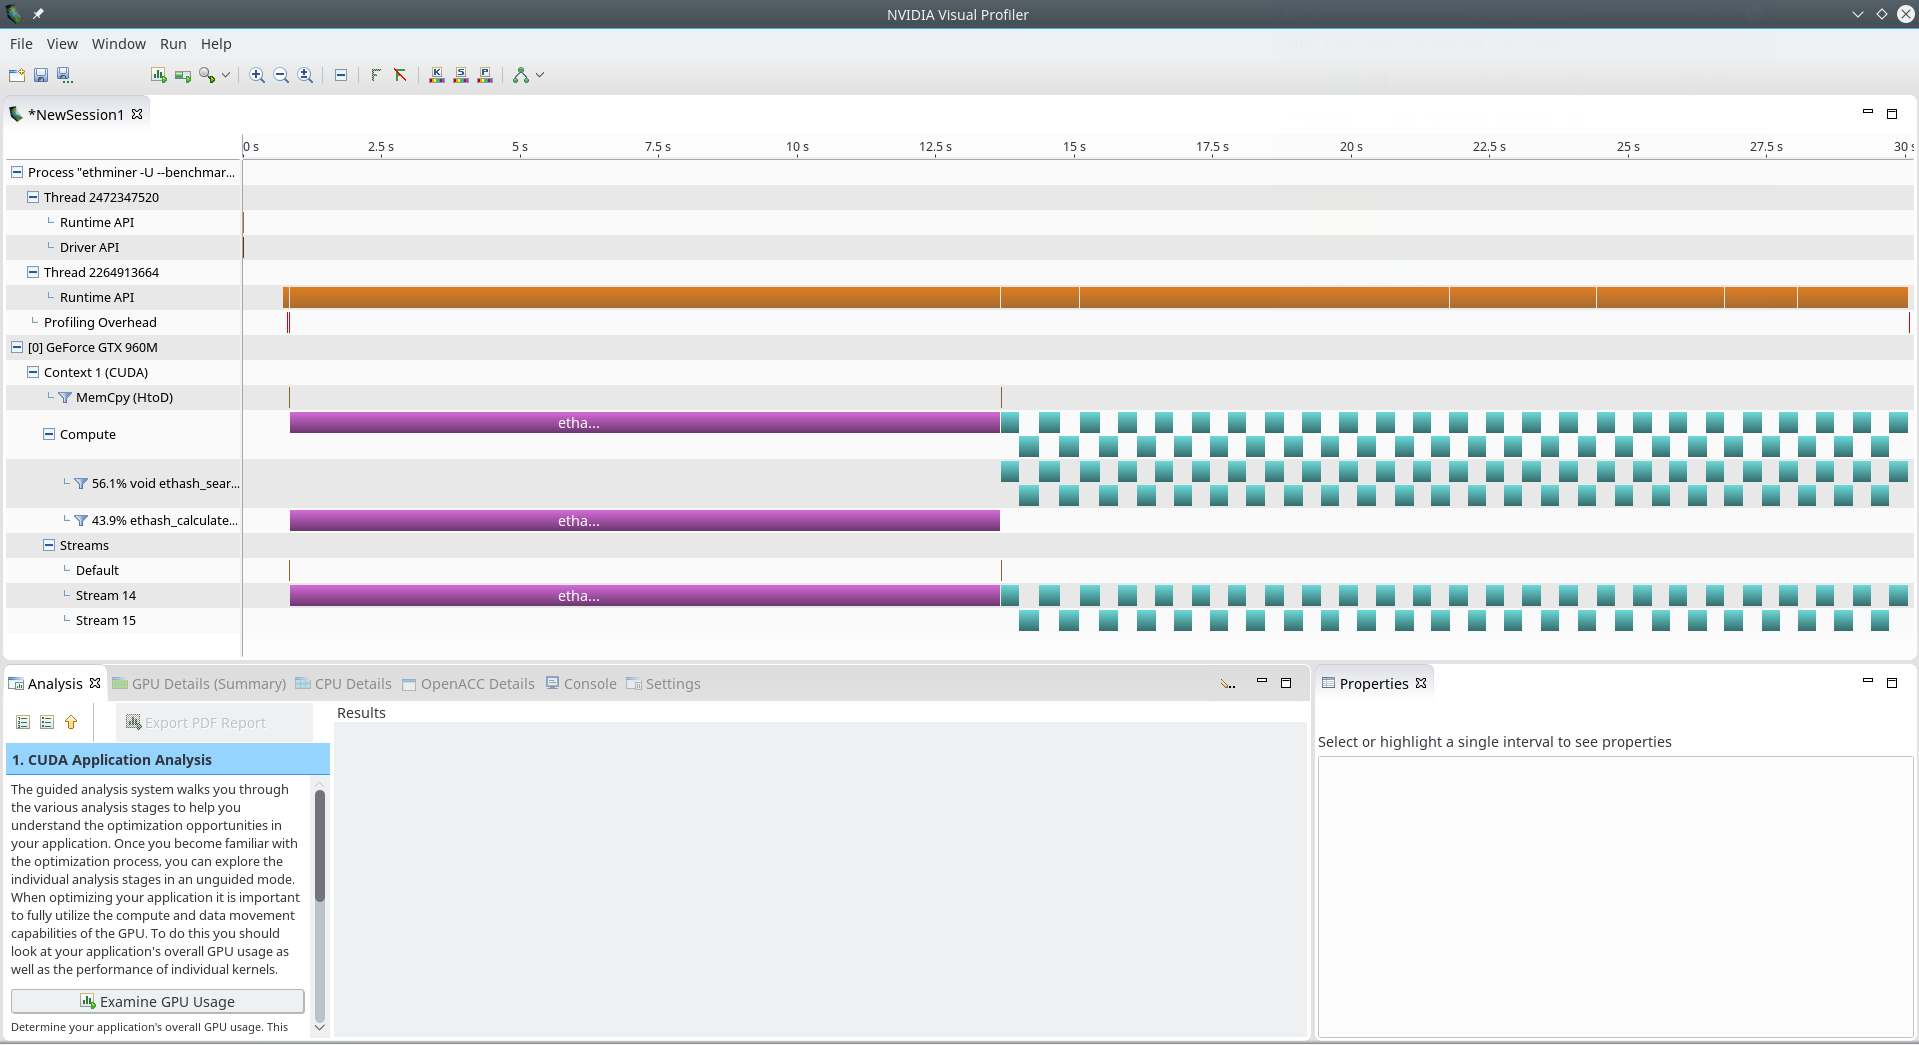 NVIDIA Visual Profiler
File View Window Run Help
*NewSession1
0 s 2.5 s 5 s 7.5 s 10 s 12.5 s 15 s 17.5 s 20 s 22.5 s 25 s 27.5 s 30 s
Process "ethminer -U --benchmar...
Thread 2472347520
Runtime API
Driver API
Thread 2264913664
Runtime API
Profiling Overhead
[0] GeForce GTX 960M
Context 1 (CUDA)
MemCpy (HtoD)
Compute
etha...
56.1% void ethash_sear...
43.9% ethash_calculate...
etha...
Streams
Default
Stream 14
etha...
Stream 15
Analysis GPU Details (Summary) CPU Details OpenACC Details Console Settings
Properties
Export PDF Report
Results
Select or highlight a single interval to see properties
1. CUDA Application Analysis
The guided analysis system walks you through
the various analysis stages to help you
understand the optimization opportunities in
your application. Once you become familiar with
the optimization process, you can explore the
individual analysis stages in an unguided mode.
When optimizing your application it is important
to fully utilize the compute and data movement
capabilities of the GPU. To do this you should
look at your application's overall GPU usage as
well as the performance of individual kernels.
Examine GPU Usage
Determine your application's overall GPU usage. This